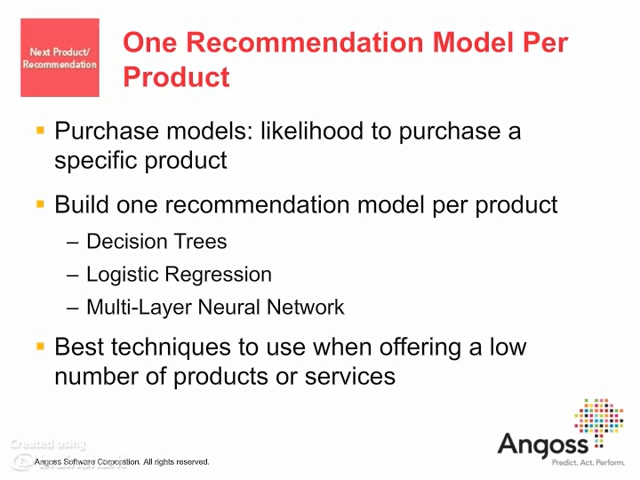 Next Product/
Recommendation
One Recommendation Model Per
Product
Purchase models: likelihood to purchase a
specific product
Build one recommendation model per product
– Decision Trees
– Logistic Regression
– Multi-Layer Neural Network
Best techniques to use when offering a low
number of products or services
Created using
Angoss Software Corporation. All rights reserved.
Angoss
Predict. Act. Perform.